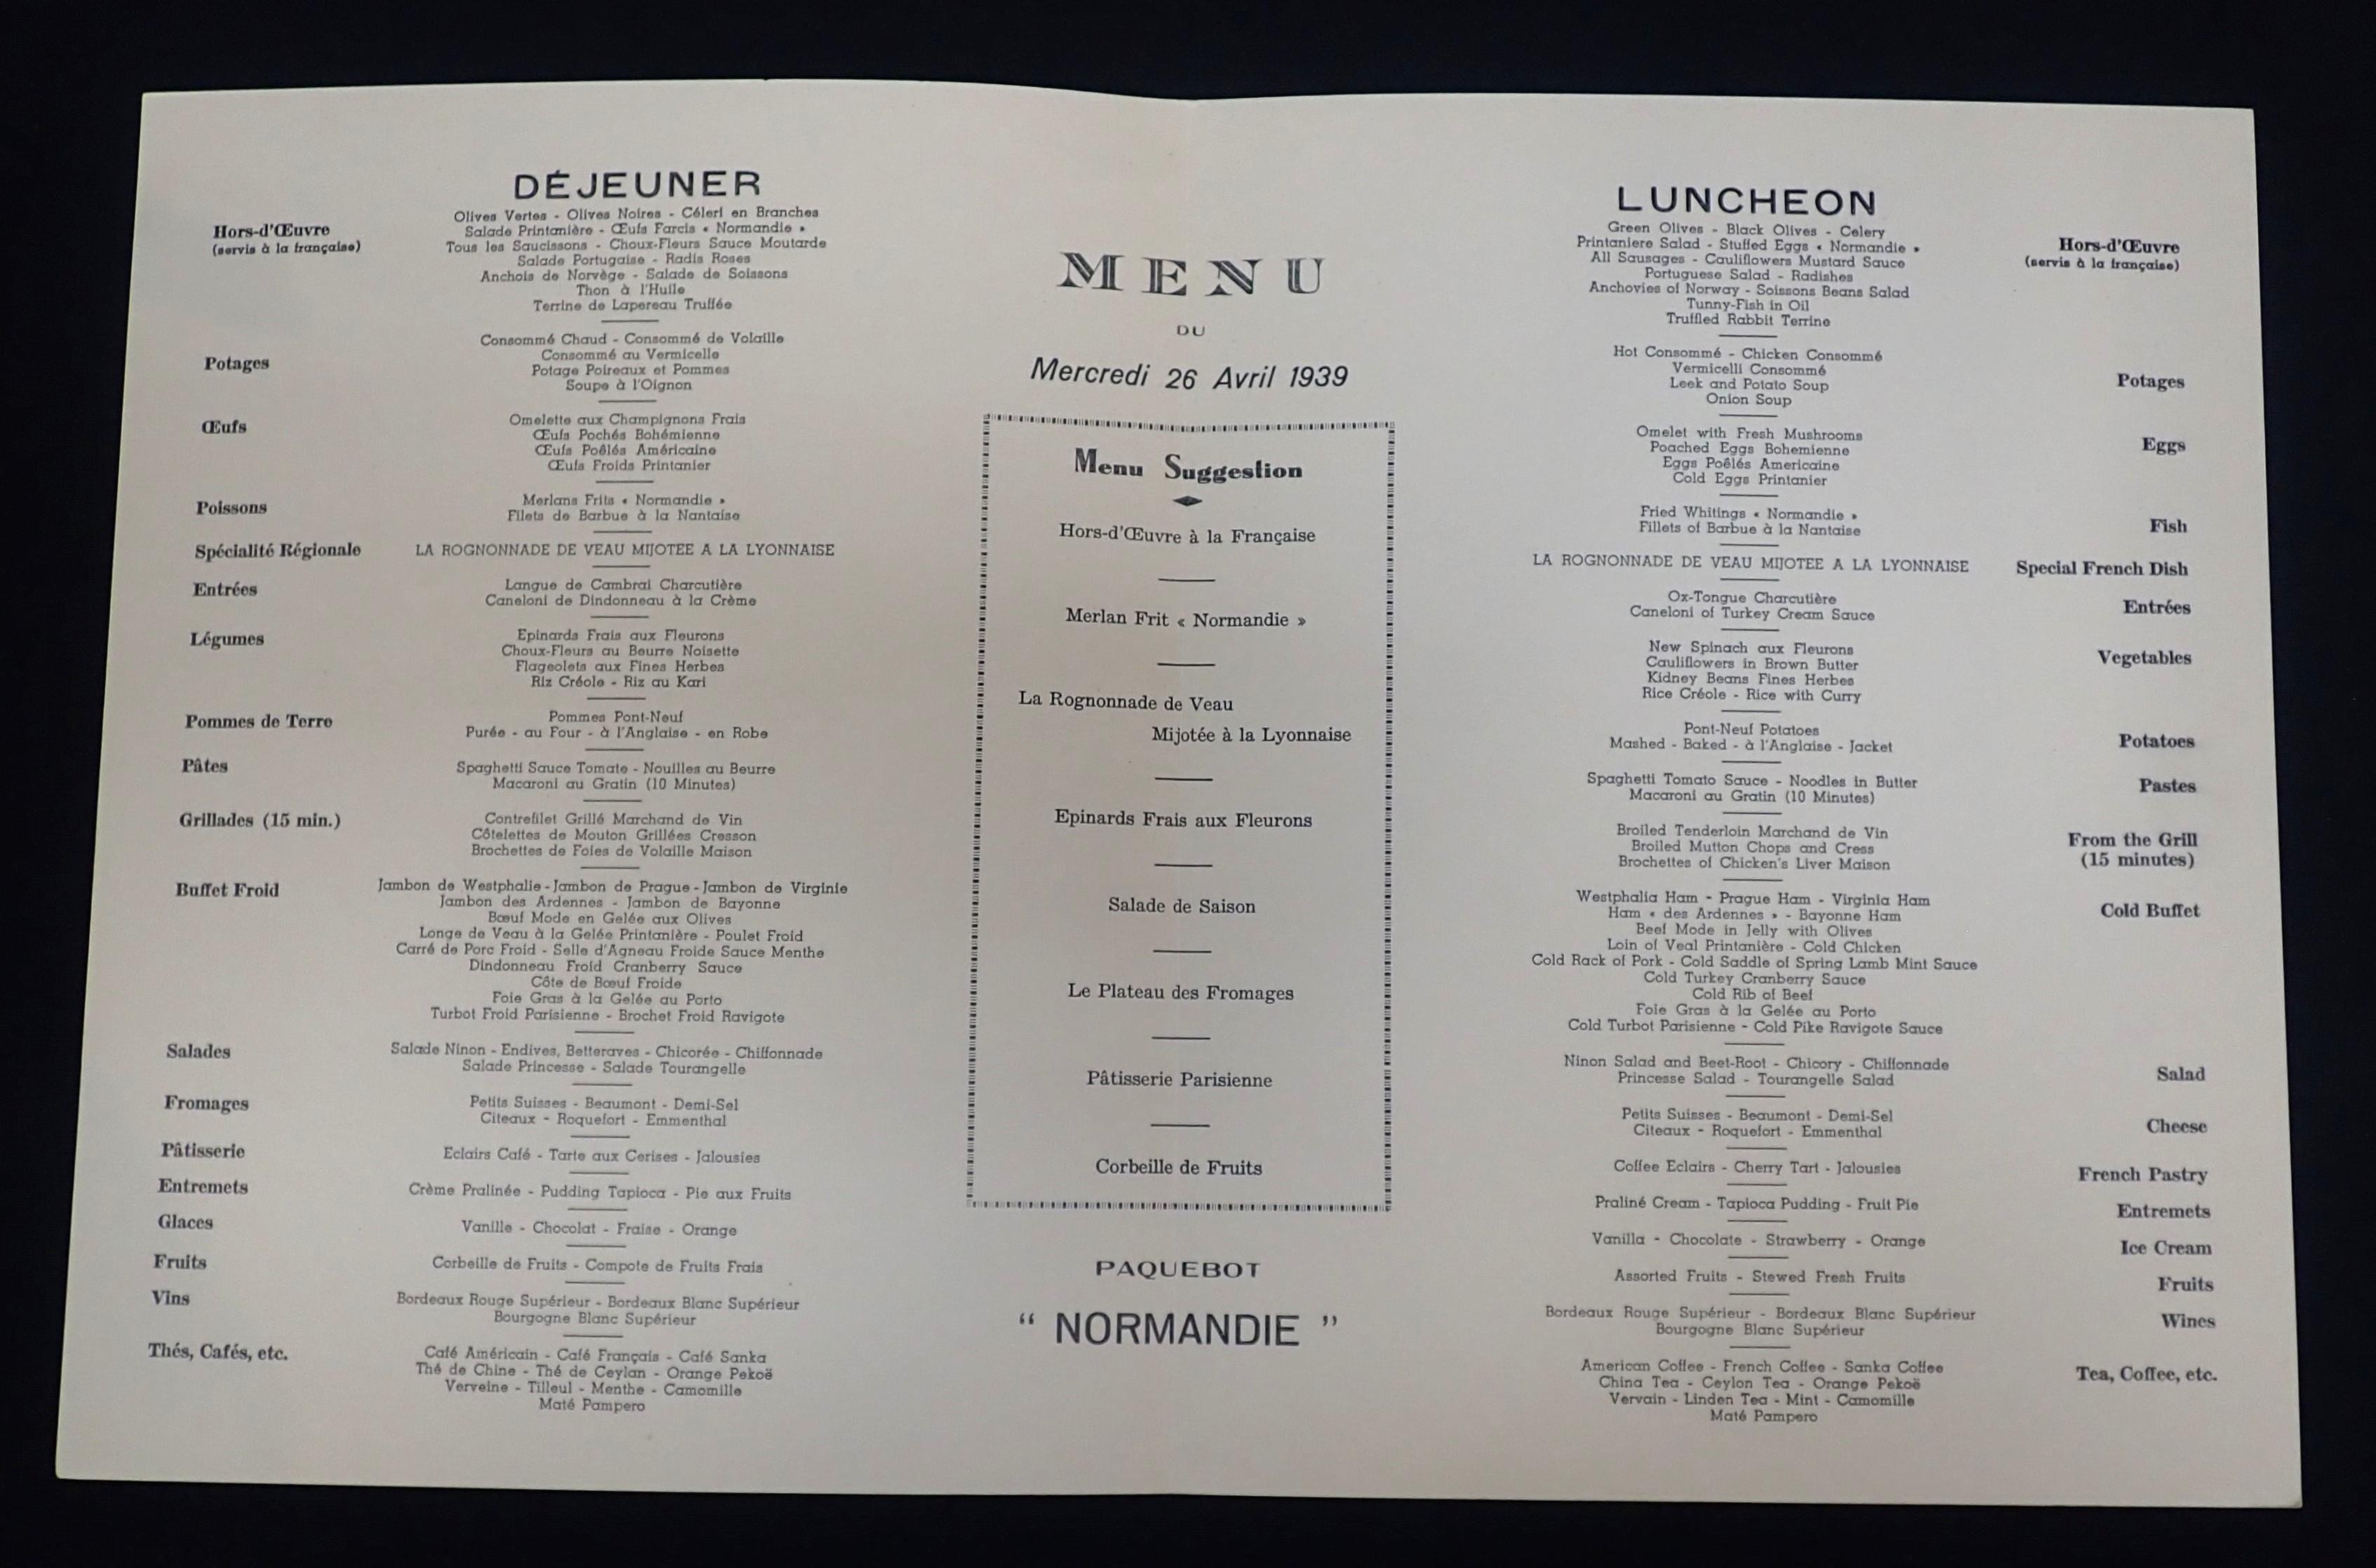 DÉJEUNER
Hors-d'Œuvre
(servis à la française)
Olives Vertes - Olives Noires - Céleri en Branches
Salade Printanière - Œufs Farcis « Normandie »
Tous les Saucissons - Choux-Fleurs Sauce Moutarde
Salade Portugaise - Radis Roses
Anchois de Norvège - Salade de Soissons
Thon à l'Huile
Terrine de Lapereau Truffée
Potages
Consommé Chaud - Consommé de Volaille
Consommé au Vermicelle
Potage Poireaux et Pommes
Soupe à l'Oignon
Œufs
Omelette aux Champignons Frais
Œufs Pochés Bohémienne
Œufs Poêlés Américaine
Œufs Froids Printanier
Poissons
Merlans Frits « Normandie »
Filets de Barbue à la Nantaise
Spécialité Régionale
LA ROGNONNADE DE VEAU MIJOTEE A LA LYONNAISE
Entrées
Langue de Cambrai Charcutière
Caneloni de Dindonneau à la Crème
Légumes
Epinards Frais aux Fleurons
Choux-Fleurs au Beurre Noisette
Flageolets aux Fines Herbes
Riz Créole - Riz au Kari
Pommes de Terre
Pommes Pont-Neuf
Purée - au Four - à l'Anglaise - en Robe
Pâtes
Spaghetti Sauce Tomate - Nouilles au Beurre
Macaroni au Gratin (10 Minutes)
Grillades (15 min.)
Contrefilet Grillé Marchand de Vin
Côtelettes de Mouton Grillées Cresson
Brochettes de Foies de Volaille Maison
Buffet Froid
Jambon de Westphalie - Jambon de Prague - Jambon de Virginie
Jambon des Ardennes - Jambon de Bayonne
Bœuf Mode en Gelée aux Olives
Longe de Veau à la Gelée Printanière - Poulet Froid
Carré de Porc Froid - Selle d'Agneau Froide Sauce Menthe
Dindonneau Froid Cranberry Sauce
Côte de Bœuf Froide
Foie Gras à la Gelée au Porto
Turbot Froid Parisienne - Brochet Froid Ravigote
Salades
Salade Ninon - Endives, Betteraves - Chicorée - Chiffonnade
Salade Princesse - Salade Tourangelle
Fromages
Petits Suisses - Beaumont - Demi-Sel
Citeaux - Roquefort - Emmenthal
Pâtisserie
Eclairs Café - Tarte aux Cerises - Jalousies
Entremets
Crème Pralinée - Pudding Tapioca - Pie aux Fruits
Glaces
Vanille - Chocolat - Fraise - Orange
Fruits
Corbeille de Fruits - Compote de Fruits Frais
Vins
Bordeaux Rouge Supérieur - Bordeaux Blanc Supérieur
Bourgogne Blanc Supérieur
Thés, Cafés, etc.
Café Américain - Café Français - Café Sanka
Thé de Chine - Thé de Ceylan - Orange Pekoë
Verveine - Tilleul - Menthe - Camomille
Maté Pampero
MENU
DU
Mercredi 26 Avril 1939
Menu Suggestion
Hors-d'Œuvre à la Française
Merlan Frit « Normandie »
La Rognonnade de Veau
Mijotée à la Lyonnaise
Epinards Frais aux Fleurons
Salade de Saison
Le Plateau des Fromages
Pâtisserie Parisienne
Corbeille de Fruits
PAQUEBOT
“ NORMANDIE ”
LUNCHEON
Green Olives - Black Olives - Celery
Printaniere Salad - Stuffed Eggs « Normandie »
All Sausages - Cauliflowers Mustard Sauce
Portuguese Salad - Radishes
Anchovies of Norway - Soissons Beans Salad
Tunny-Fish in Oil
Truffled Rabbit Terrine
Hors-d'Œuvre
(servis à la française)
Hot Consommé - Chicken Consommé
Vermicelli Consommé
Leek and Potato Soup
Onion Soup
Potages
Omelet with Fresh Mushrooms
Poached Eggs Bohemienne
Eggs Poêlés Americaine
Cold Eggs Printanier
Eggs
Fried Whitings « Normandie »
Fillets of Barbue à la Nantaise
Fish
LA ROGNONNADE DE VEAU MIJOTEE A LA LYONNAISE
Special French Dish
Ox-Tongue Charcutière
Caneloni of Turkey Cream Sauce
Entrées
New Spinach aux Fleurons
Cauliflowers in Brown Butter
Kidney Beans Fines Herbes
Rice Créole - Rice with Curry
Vegetables
Pont-Neuf Potatoes
Mashed - Baked - à l'Anglaise - Jacket
Potatoes
Spaghetti Tomato Sauce - Noodles in Butter
Macaroni au Gratin (10 Minutes)
Pastes
Broiled Tenderloin Marchand de Vin
Broiled Mutton Chops and Cress
Brochettes of Chicken's Liver Maison
From the Grill
(15 minutes)
Westphalia Ham - Prague Ham - Virginia Ham
Ham « des Ardennes » - Bayonne Ham
Beef Mode in Jelly with Olives
Loin of Veal Printanière - Cold Chicken
Cold Rack of Pork - Cold Saddle of Spring Lamb Mint Sauce
Cold Turkey Cranberry Sauce
Cold Rib of Beef
Foie Gras à la Gelée au Porto
Cold Turbot Parisienne - Cold Pike Ravigote Sauce
Cold Buffet
Ninon Salad and Beet-Root - Chicory - Chiffonnade
Princesse Salad - Tourangelle Salad
Salad
Petits Suisses - Beaumont - Demi-Sel
Citeaux - Roquefort - Emmenthal
Cheese
Coffee Eclairs - Cherry Tart - Jalousies
French Pastry
Praliné Cream - Tapioca Pudding - Fruit Pie
Entremets
Vanilla - Chocolate - Strawberry - Orange
Ice Cream
Assorted Fruits - Stewed Fresh Fruits
Fruits
Bordeaux Rouge Supérieur - Bordeaux Blanc Supérieur
Bourgogne Blanc Supérieur
Wines
American Coffee - French Coffee - Sanka Coffee
China Tea - Ceylon Tea - Orange Pekoë
Vervain - Linden Tea - Mint - Camomille
Maté Pampero
Tea, Coffee, etc.